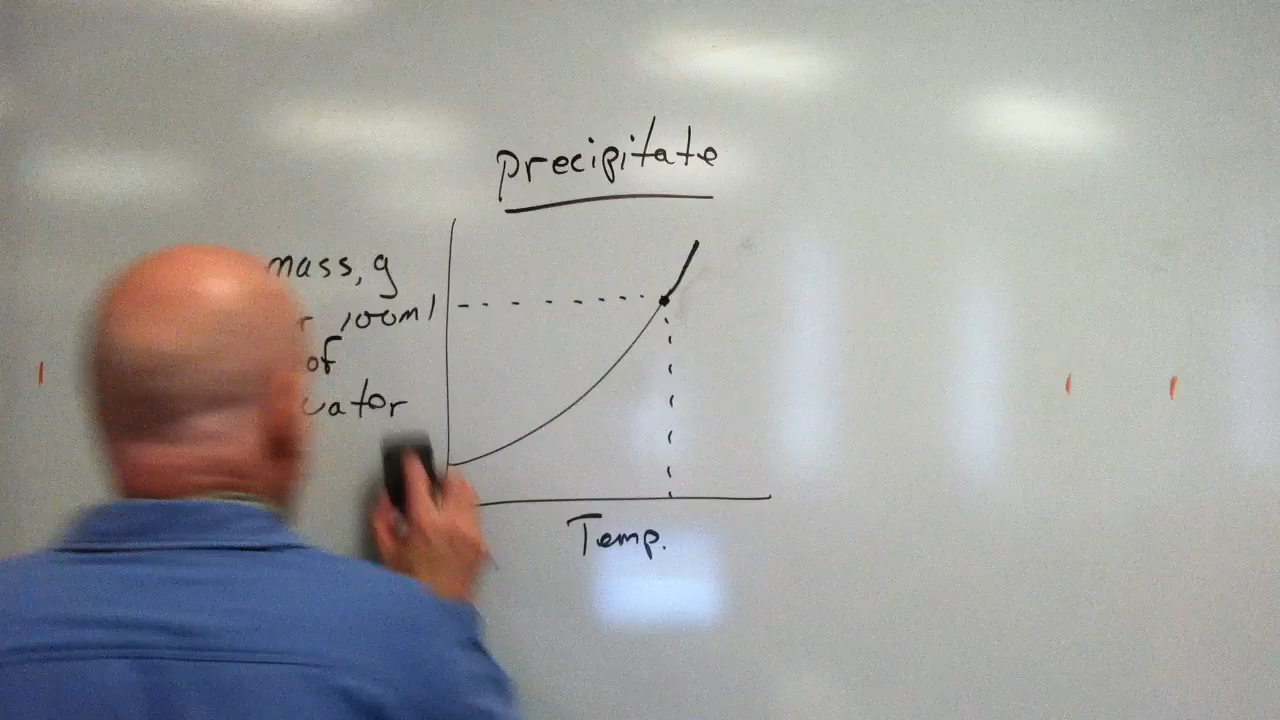 precipitate
mass, g
r 100ml
of
water
Temp.